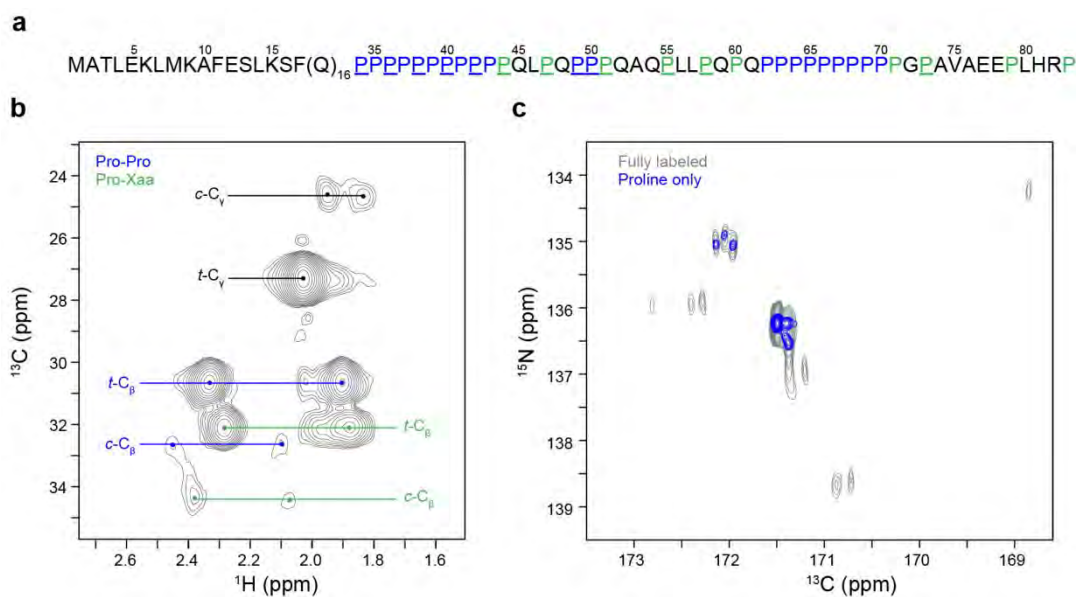 a
5 10 15 35 40 45 50 55 60 65 70 75 80
MATLEKLMKAFESLKSF(Q)16PPPPPPPPPPPQLPQPPPQAQPLLPQPQPPPPPPPPPPGPAVAEEPLHRP
b
Pro-Pro
Pro-Xaa
c-Cγ
t-Cγ
t-Cβ
t-Cβ
c-Cβ
c-Cβ
24
26
28
30
32
34
13C (ppm)
2.6 2.4 2.2 2.0 1.8 1.6
1H (ppm)
c
Fully labeled
Proline only
134
135
136
137
138
139
15N (ppm)
173 172 171 170 169
13C (ppm)